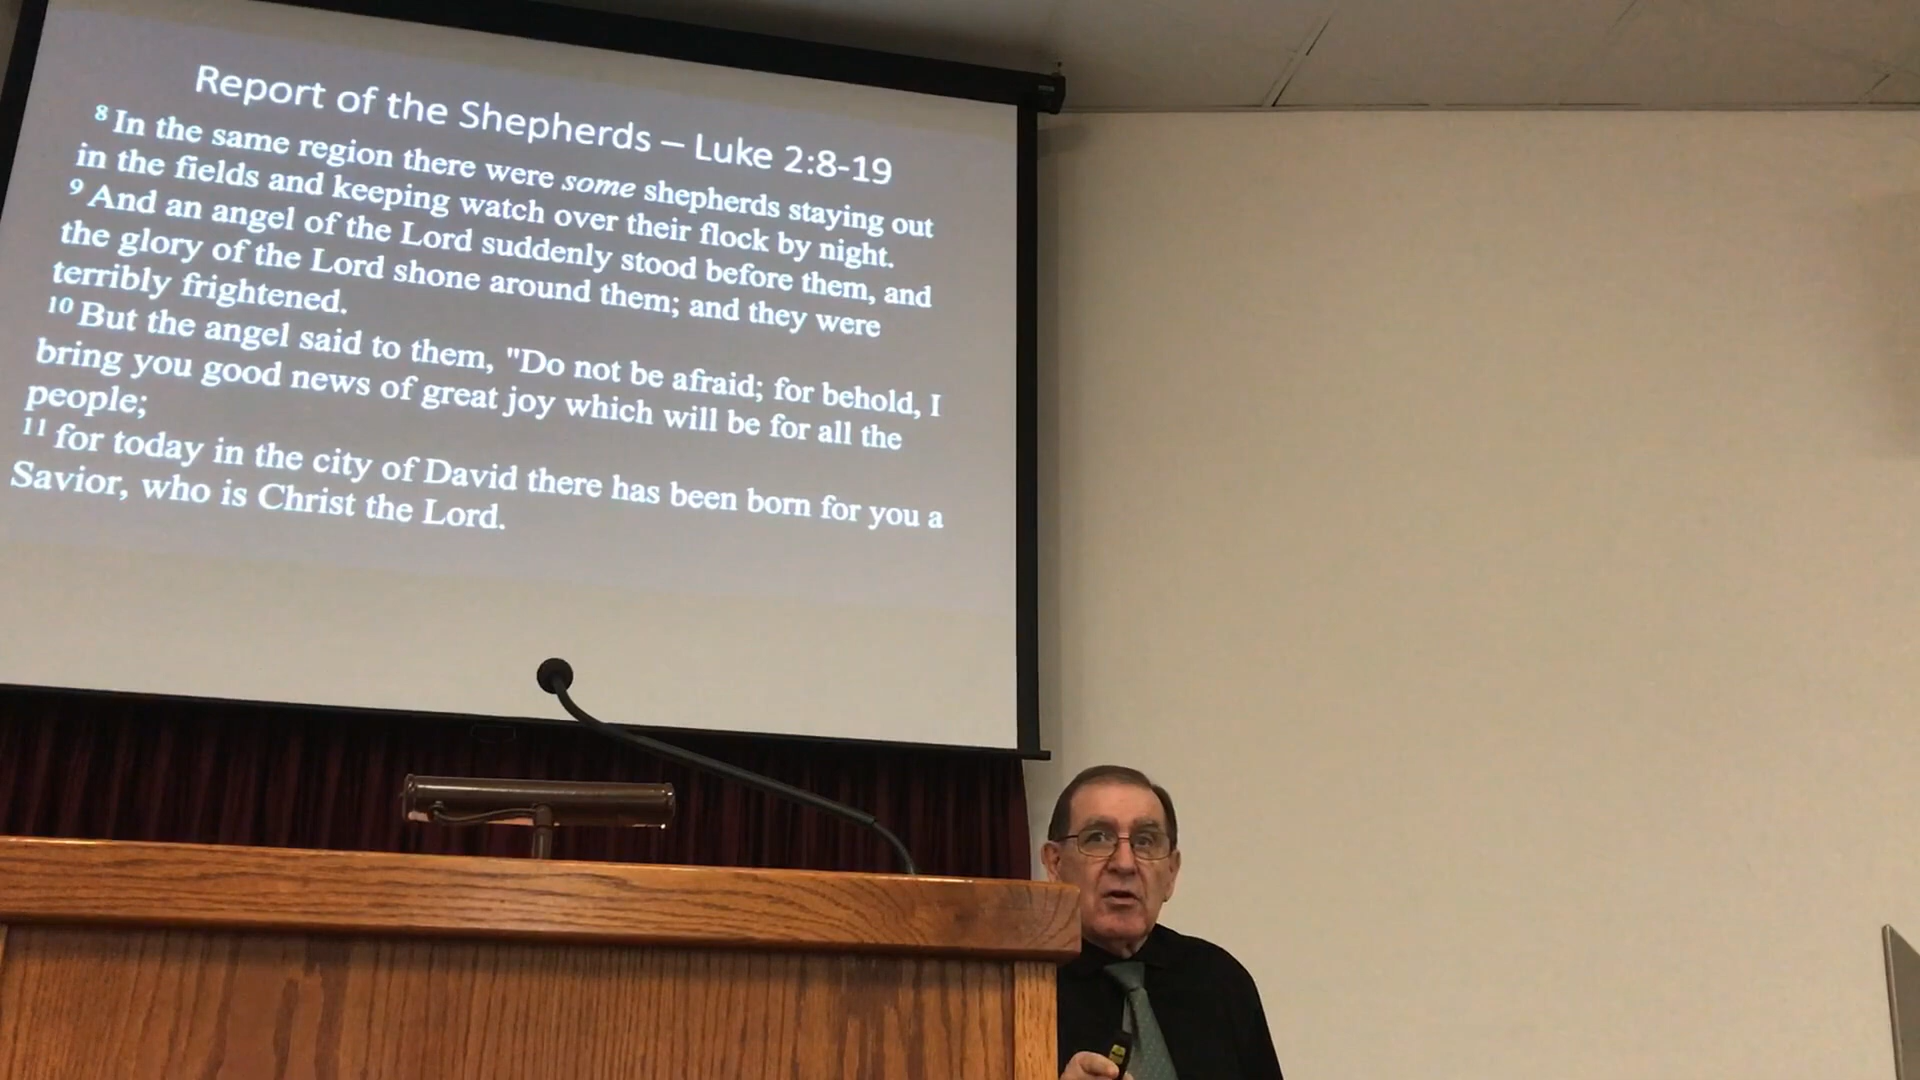 Report of the Shepherds – Luke 2:8-19
8 In the same region there were some shepherds staying out
in the fields and keeping watch over their flock by night.
9 And an angel of the Lord suddenly stood before them, and
the glory of the Lord shone around them; and they were
terribly frightened.
10 But the angel said to them, "Do not be afraid; for behold, I
bring you good news of great joy which will be for all the
people;
11 for today in the city of David there has been born for you a
Savior, who is Christ the Lord.